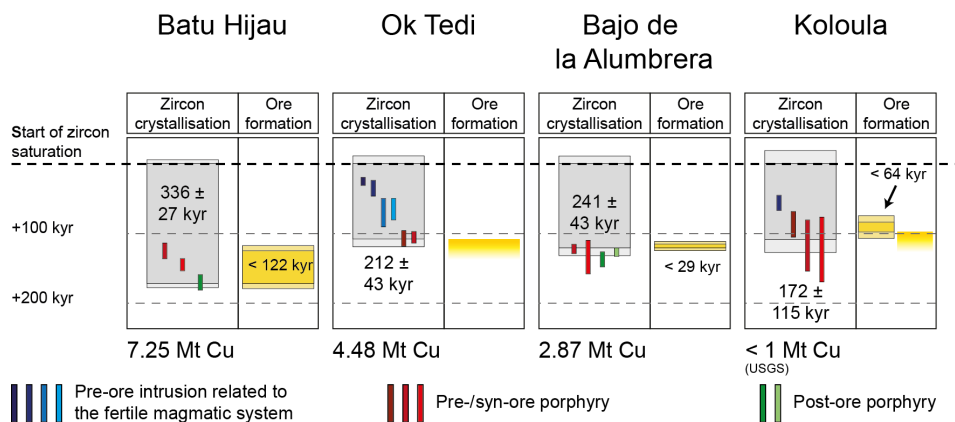 Batu Hijau
Ok Tedi
Bajo de
la Alumbrera
Koloula
Zircon
crystallisation
Ore
formation
Zircon
crystallisation
Ore
formation
Zircon
crystallisation
Ore
formation
Zircon
crystallisation
Ore
formation
Start of zircon
saturation
+100 kyr
+200 kyr
336 ±
27 kyr
< 122 kyr
212 ±
43 kyr
241 ±
43 kyr
< 29 kyr
< 64 kyr
172 ±
115 kyr
7.25 Mt Cu
4.48 Mt Cu
2.87 Mt Cu
< 1 Mt Cu
(USGS)
Pre-ore intrusion related to
the fertile magmatic system
Pre-/syn-ore porphyry
Post-ore porphyry